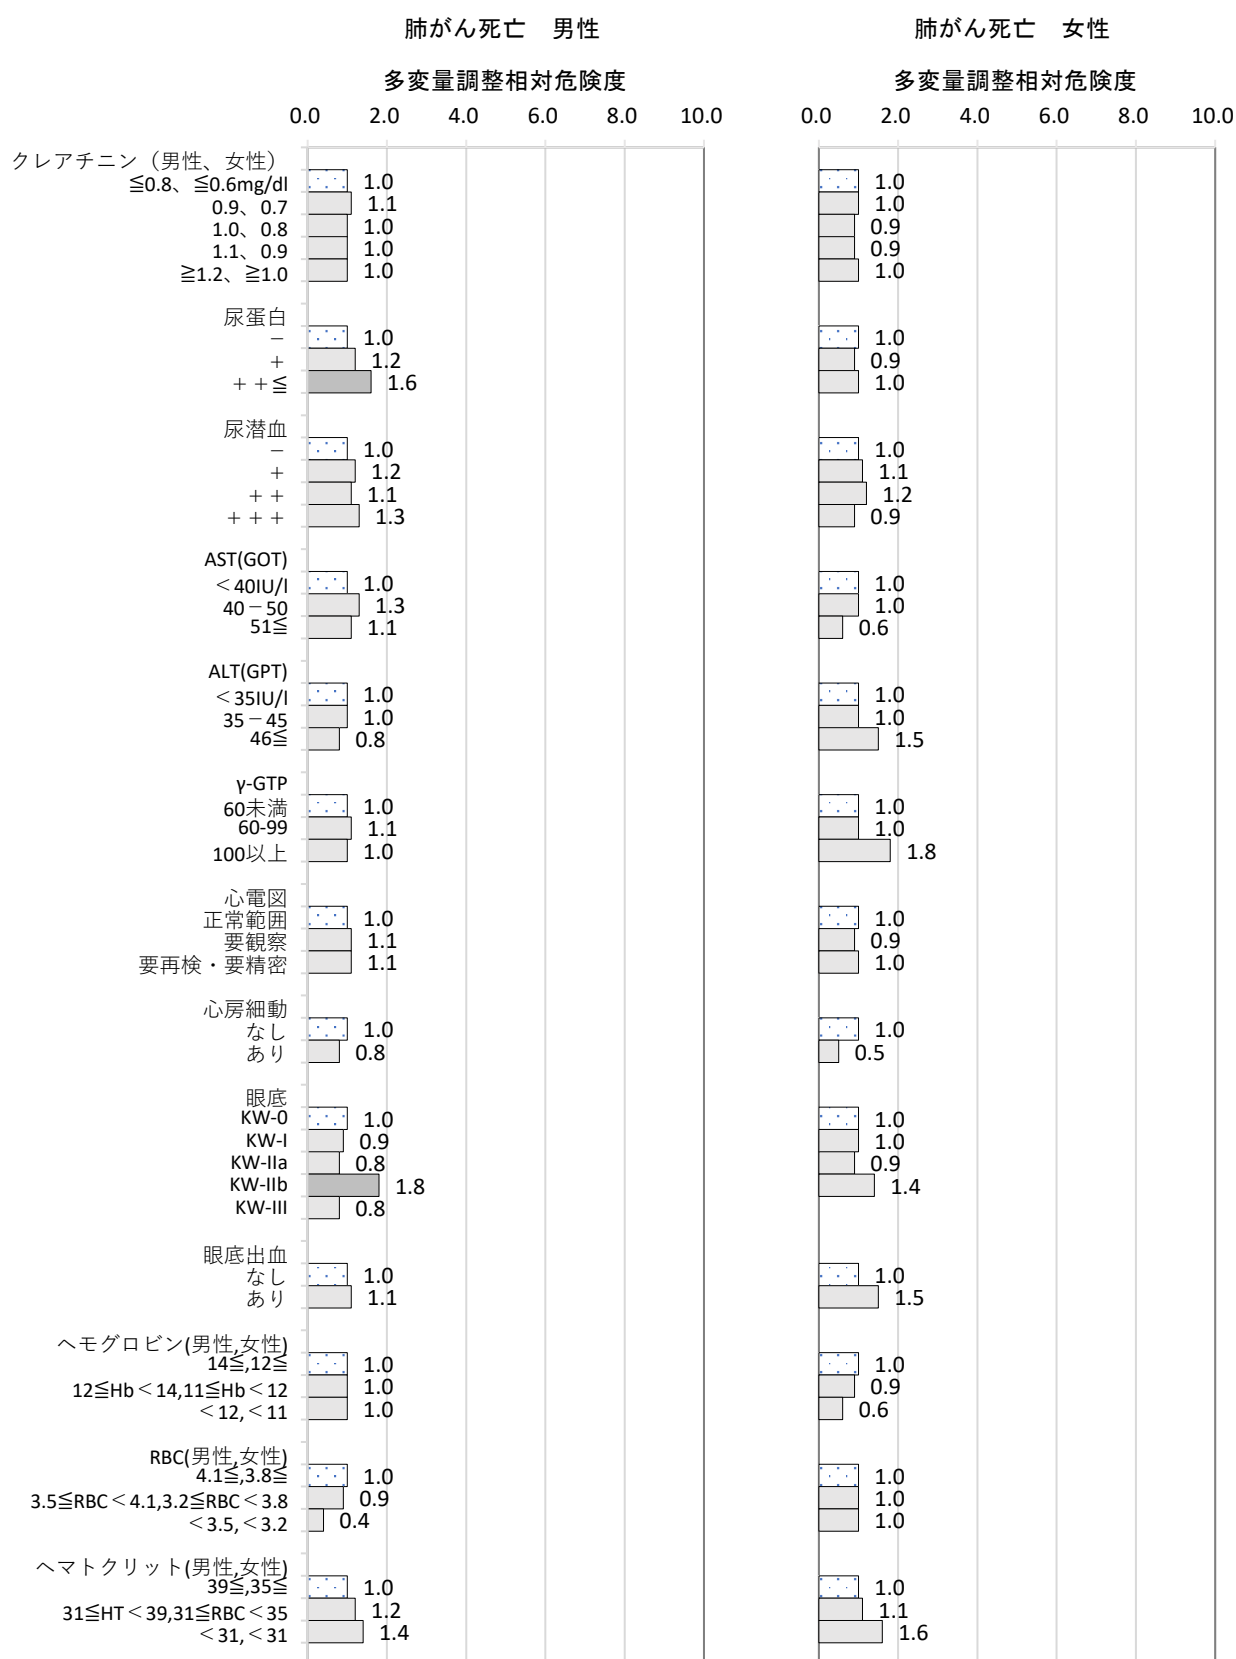 肺がん死亡　男性　肺がん死亡　女性
多変量調整相対危険度　多変量調整相対危険度
0.0 2.0 4.0 6.0 8.0 10.0 0.0 2.0 4.0 6.0 8.0 10.0
クレアチニン（男性、女性）
≦0.8、≦0.6mg/dl 1.0 1.0
0.9、0.7 1.1 1.0
1.0、0.8 1.0 0.9
1.1、0.9 1.0 0.9
≧1.2、≧1.0 1.0 1.0
尿蛋白
－ 1.0 1.0
＋ 1.2 0.9
＋＋≦ 1.6 1.0
尿潜血
－ 1.0 1.0
＋ 1.2 1.1
＋＋ 1.1 1.2
＋＋＋ 1.3 0.9
AST(GOT)
＜40IU/l 1.0 1.0
40－50 1.3 1.0
51≦ 1.1 0.6
ALT(GPT)
＜35IU/l 1.0 1.0
35－45 1.0 1.0
46≦ 0.8 1.5
γ-GTP
60未満 1.0 1.0
60-99 1.1 1.0
100以上 1.0 1.8
心電図
正常範囲 1.0 1.0
要観察 1.1 0.9
要再検・要精密 1.1 1.0
心房細動
なし 1.0 1.0
あり 0.8 0.5
眼底
KW-0 1.0 1.0
KW-I 0.9 1.0
KW-IIa 0.8 0.9
KW-IIb 1.8 1.4
KW-III 0.8
眼底出血
なし 1.0 1.0
あり 1.1 1.5
ヘモグロビン(男性,女性)
14≦,12≦ 1.0 1.0
12≦Hb＜14,11≦Hb＜12 1.0 0.9
＜12,＜11 1.0 0.6
RBC(男性,女性)
4.1≦,3.8≦ 1.0 1.0
3.5≦RBC＜4.1,3.2≦RBC＜3.8 0.9 1.0
＜3.5,＜3.2 0.4 1.0
ヘマトクリット(男性,女性)
39≦,35≦ 1.0 1.0
31≦HT＜39,31≦RBC＜35 1.2 1.1
＜31,＜31 1.4 1.6